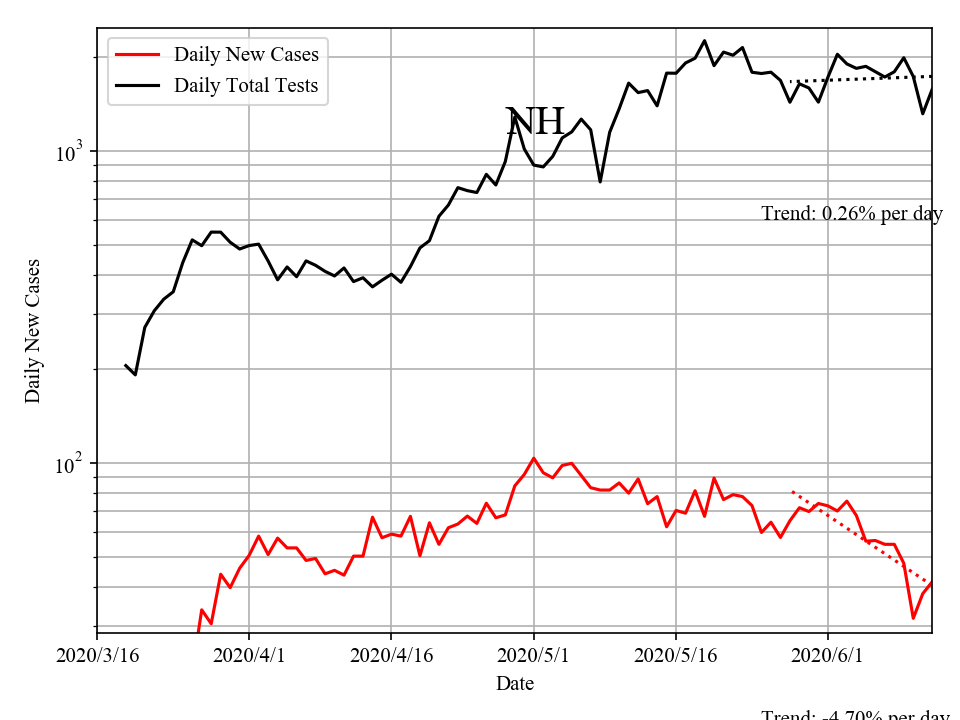 Daily New Cases
Daily Total Tests
NH
10³
Trend: 0.26% per day
Daily New Cases
10²
2020/3/16
2020/4/1
2020/4/16
2020/5/1
2020/5/16
2020/6/1
Date
Trend: -4.70% per day